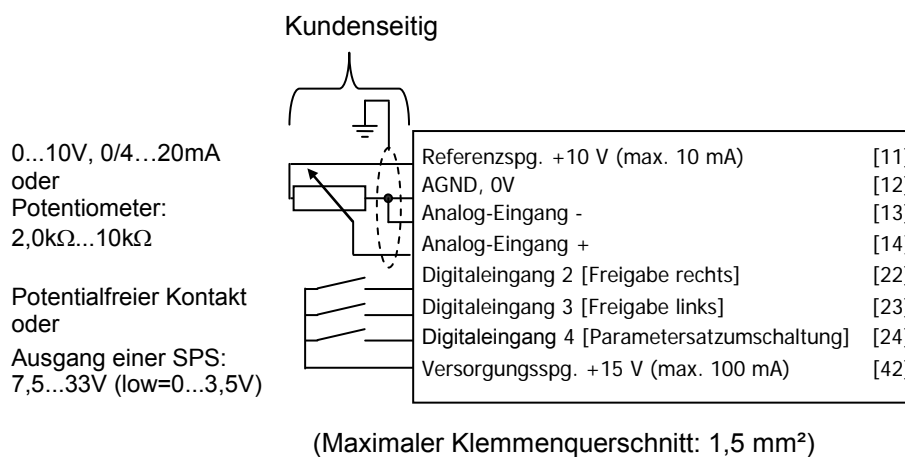 Kundenseitig
0...10V, 0/4…20mA
oder
Potentiometer:
2,0kΩ...10kΩ
Potentialfreier Kontakt
oder
Ausgang einer SPS:
7,5...33V (low=0...3,5V)
Referenzspg. +10 V (max. 10 mA) [11]
AGND, 0V [12]
Analog-Eingang - [13]
Analog-Eingang + [14]
Digitaleingang 2 [Freigabe rechts] [22]
Digitaleingang 3 [Freigabe links] [23]
Digitaleingang 4 [Parametersatzumschaltung] [24]
Versorgungsspg. +15 V (max. 100 mA) [42]
(Maximaler Klemmenquerschnitt: 1,5 mm²)